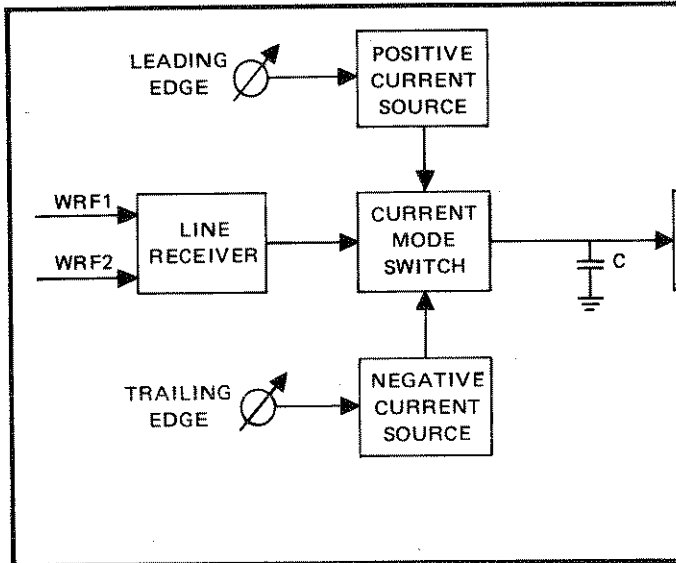 LEADING
EDGE
POSITIVE
CURRENT
SOURCE
WRF1
WRF2
LINE
RECEIVER
CURRENT
MODE
SWITCH
C
TRAILING
EDGE
NEGATIVE
CURRENT
SOURCE